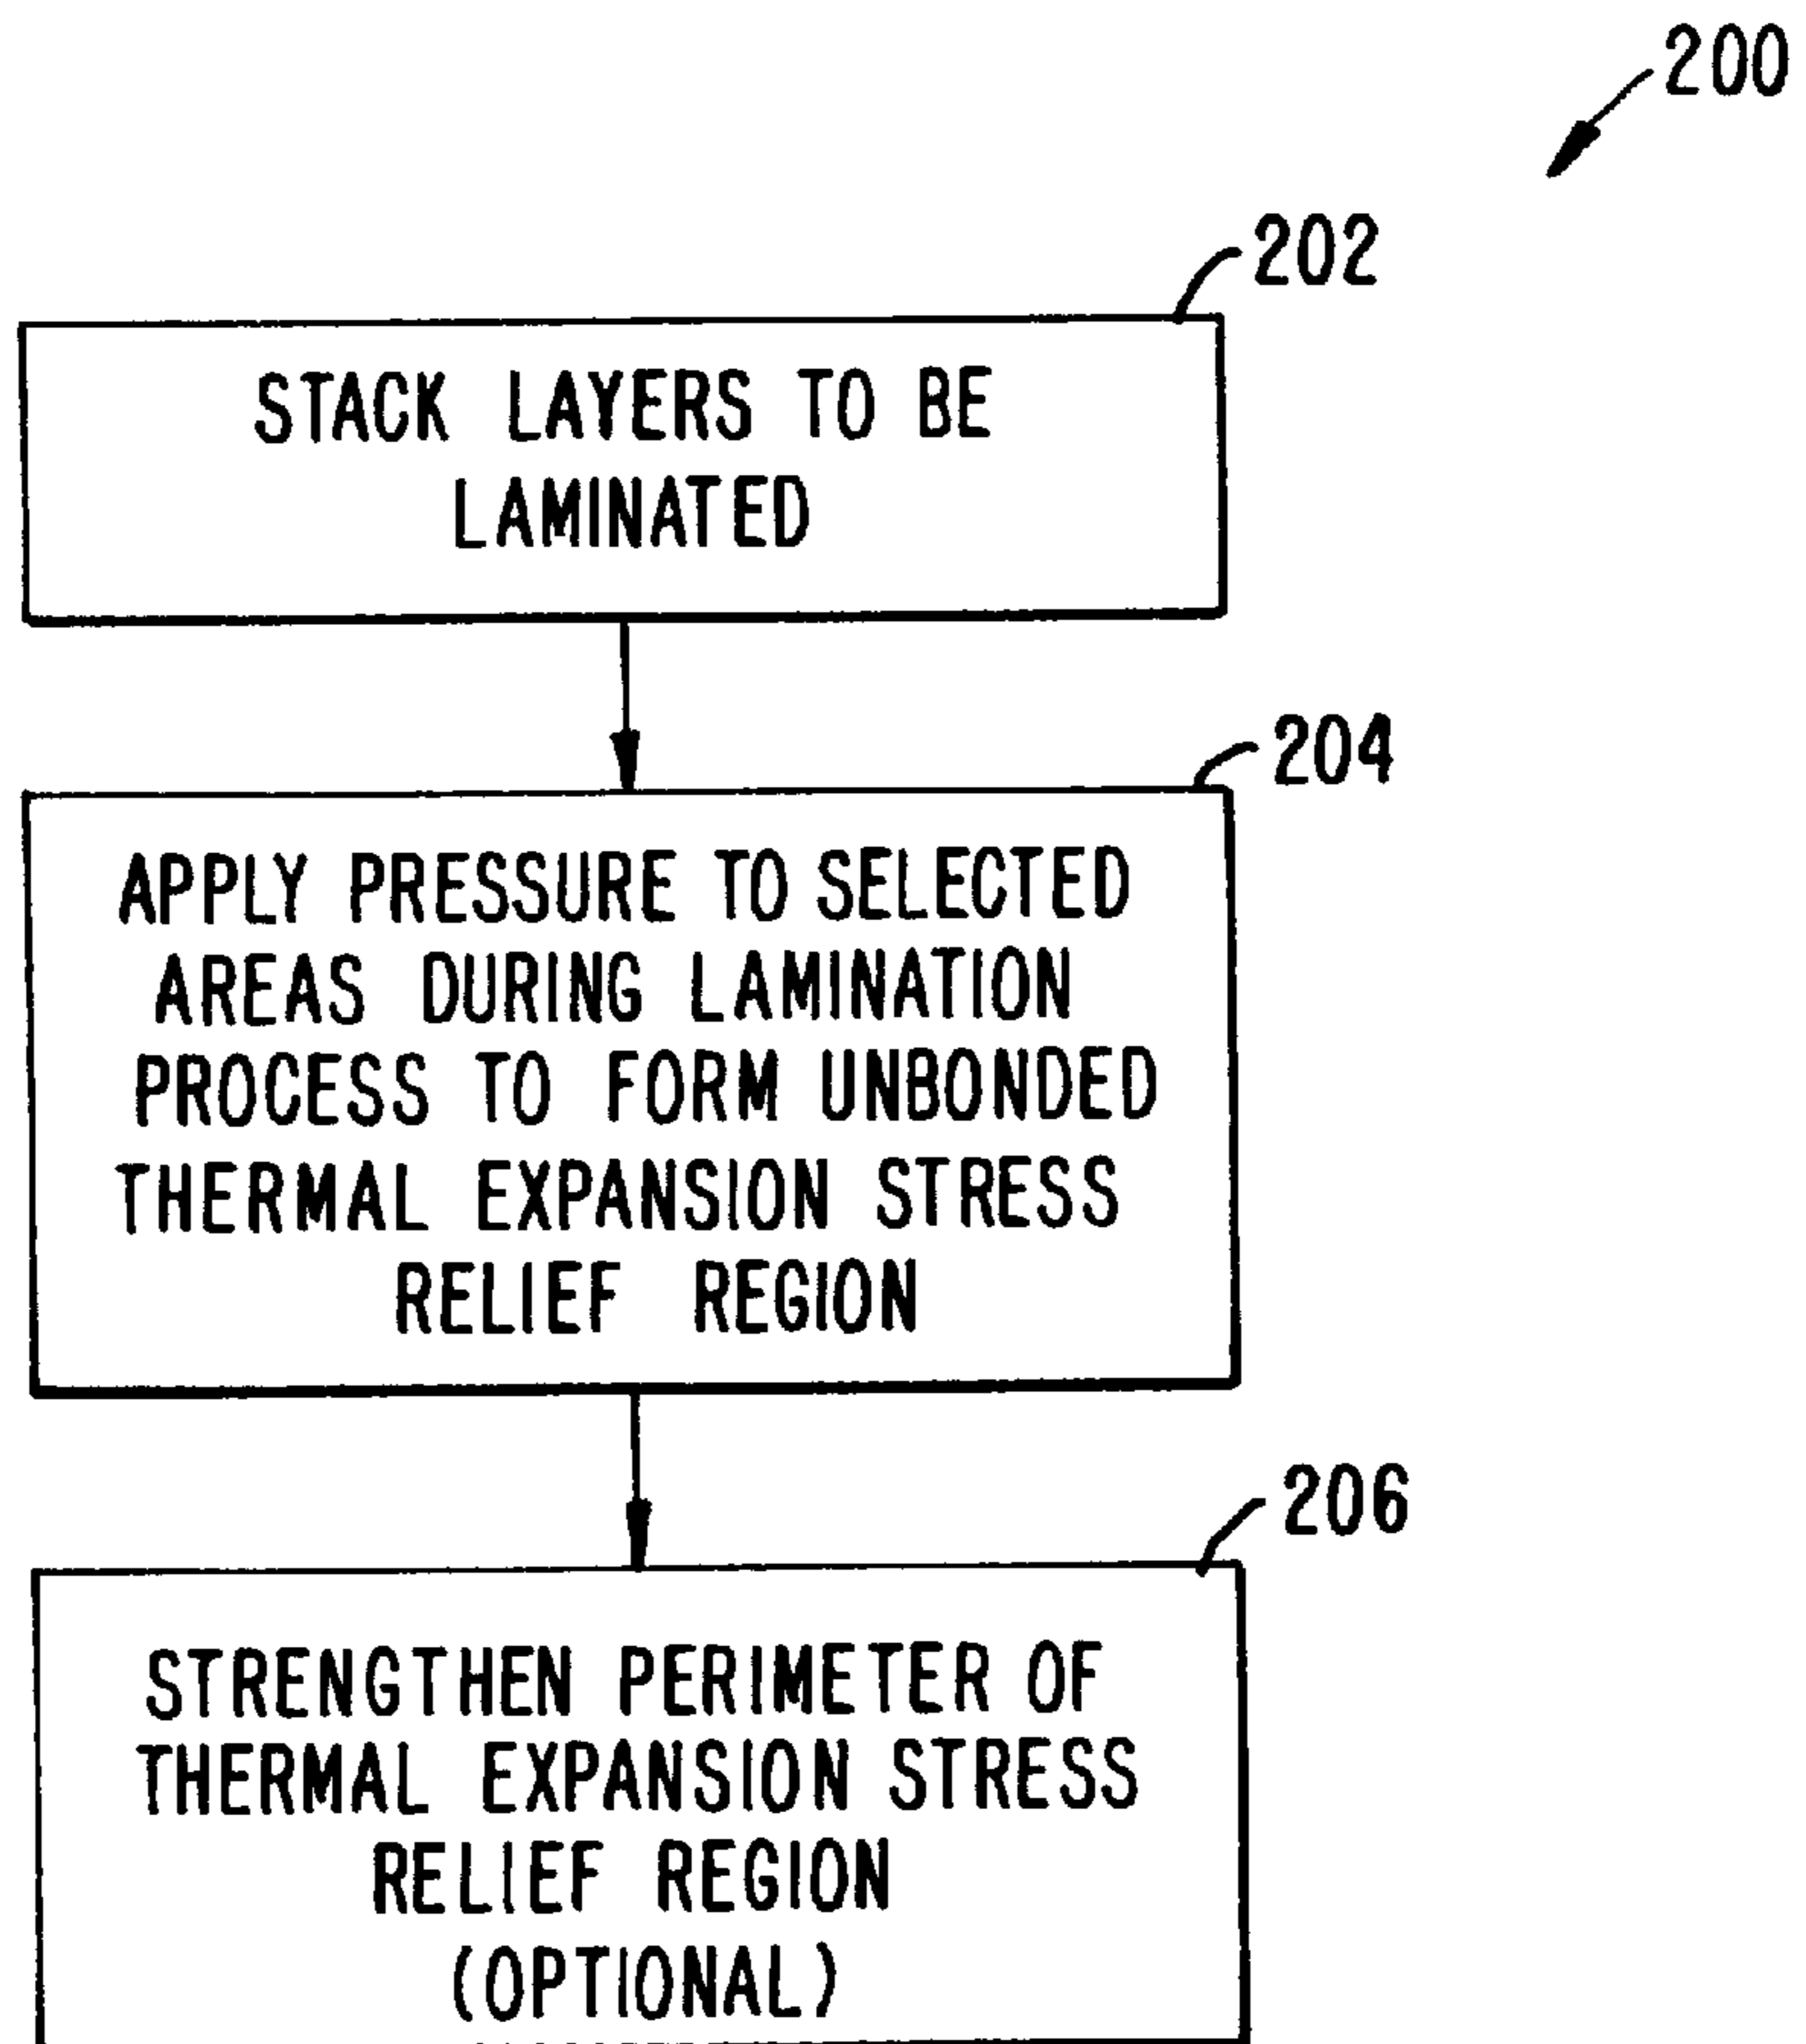 200
202
STACK LAYERS TO BE
LAMINATED
204
APPLY PRESSURE TO SELECTED
AREAS DURING LAMINATION
PROCESS TO FORM UNBONDED
THERMAL EXPANSION STRESS
RELIEF REGION
206
STRENGTHEN PERIMETER OF
THERMAL EXPANSION STRESS
RELIEF REGION
(OPTIONAL)